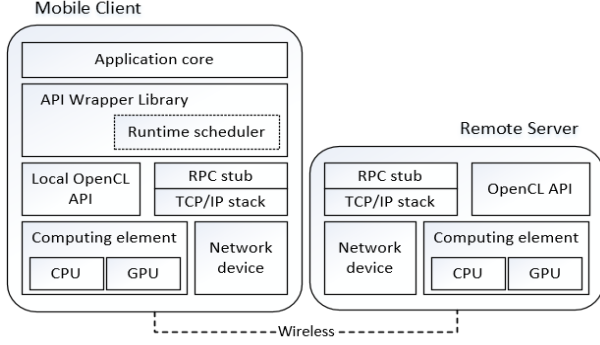 Mobile Client
Application core
API Wrapper Library
Runtime scheduler
Local OpenCL
API
RPC stub
TCP/IP stack
Computing element
CPU
GPU
Network
device
Remote Server
RPC stub
TCP/IP stack
OpenCL API
Network
device
Computing element
CPU
GPU
Wireless